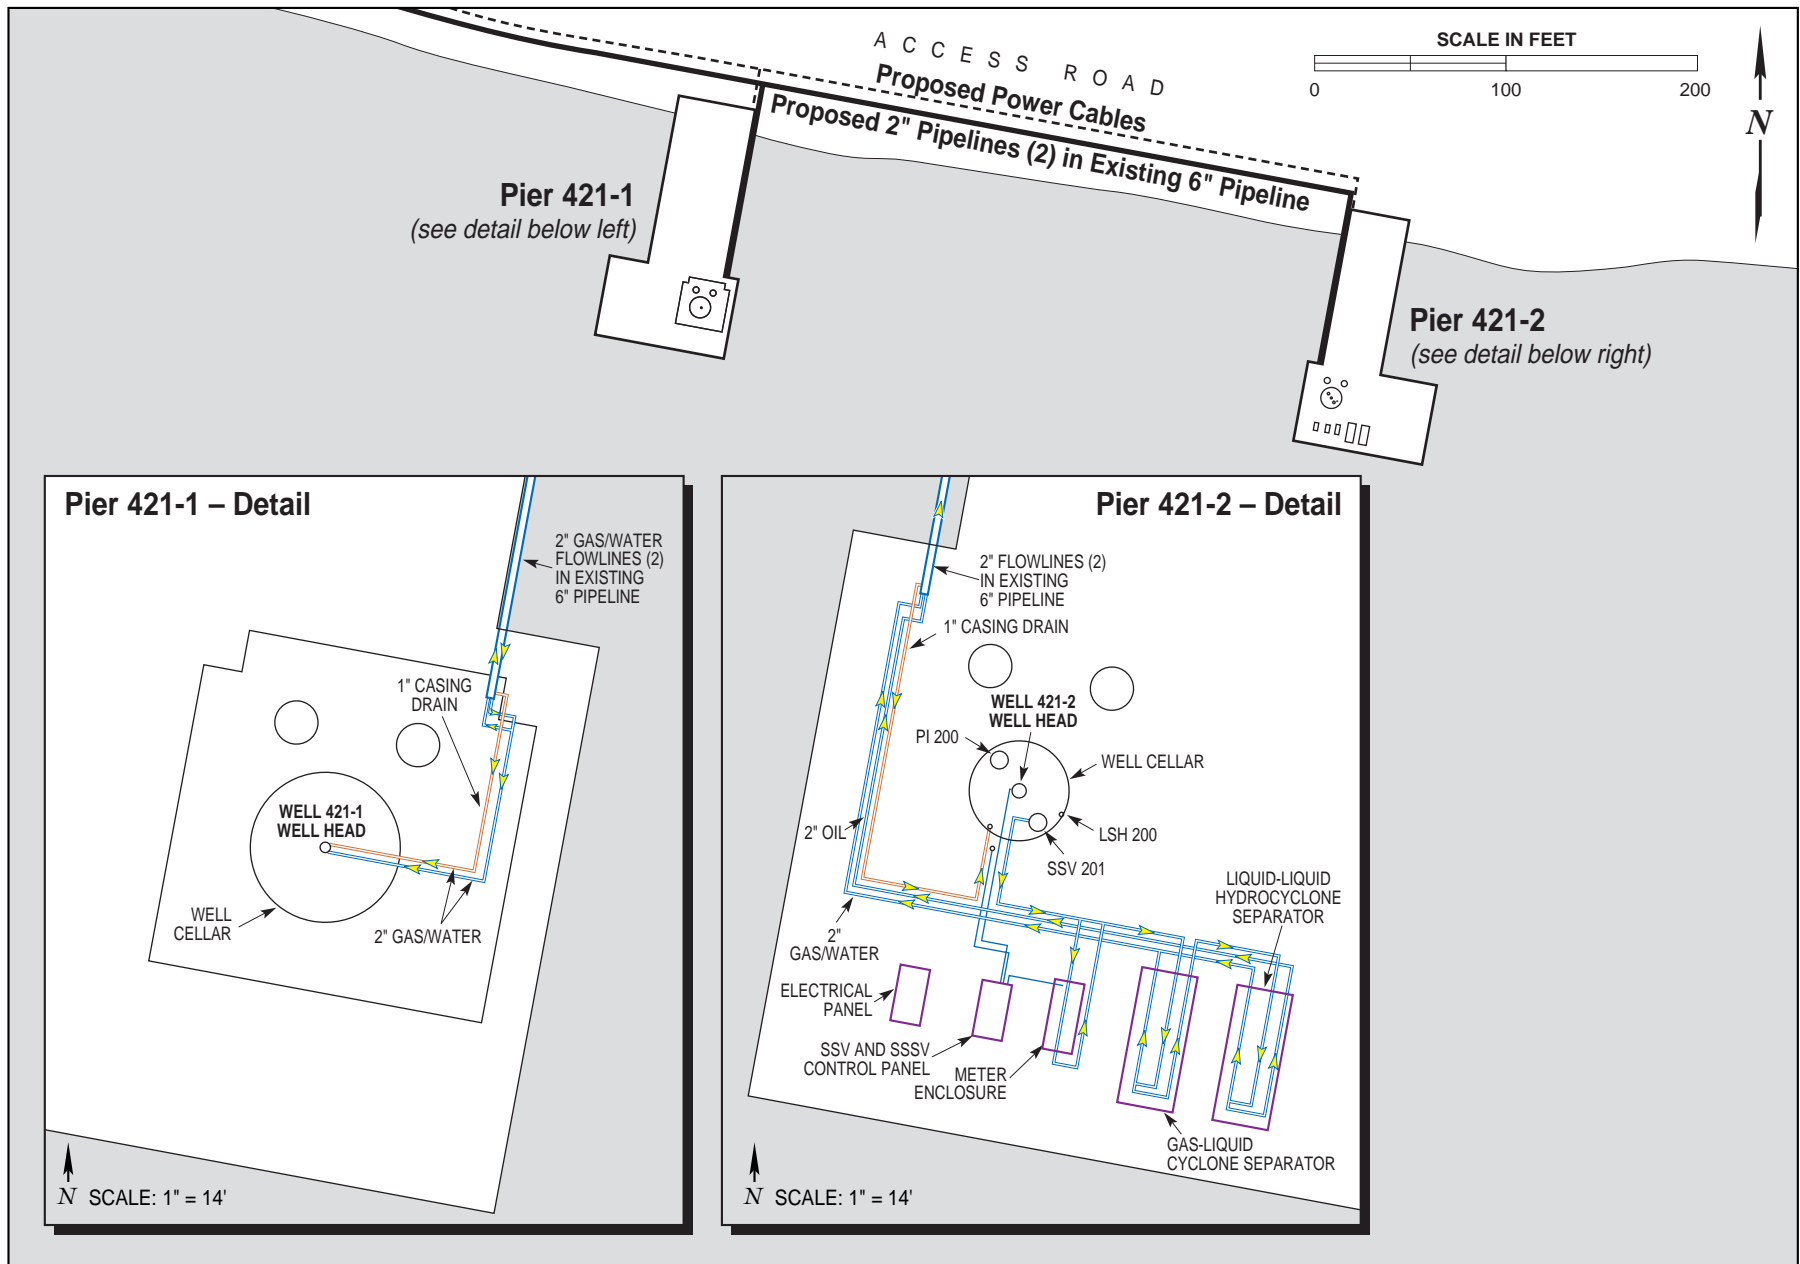 SCALE IN FEET
0 100 200
N
ACCESS ROAD
Proposed Power Cables
Proposed 2" Pipelines (2) in Existing 6" Pipeline
Pier 421-1
(see detail below left)
Pier 421-2
(see detail below right)
Pier 421-1 – Detail
2" GAS/WATER
FLOWLINES (2)
IN EXISTING
6" PIPELINE
1" CASING
DRAIN
WELL 421-1
WELL HEAD
WELL
CELLAR
2" GAS/WATER
N SCALE: 1" = 14'
Pier 421-2 – Detail
2" FLOWLINES (2)
IN EXISTING
6" PIPELINE
1" CASING DRAIN
WELL 421-2
WELL HEAD
PI 200
WELL CELLAR
2" OIL
LSH 200
SSV 201
LIQUID-LIQUID
HYDROCYCLONE
SEPARATOR
2"
GAS/WATER
ELECTRICAL
PANEL
SSV AND SSSV
CONTROL PANEL
METER
ENCLOSURE
GAS-LIQUID
CYCLONE SEPARATOR
N SCALE: 1" = 14'